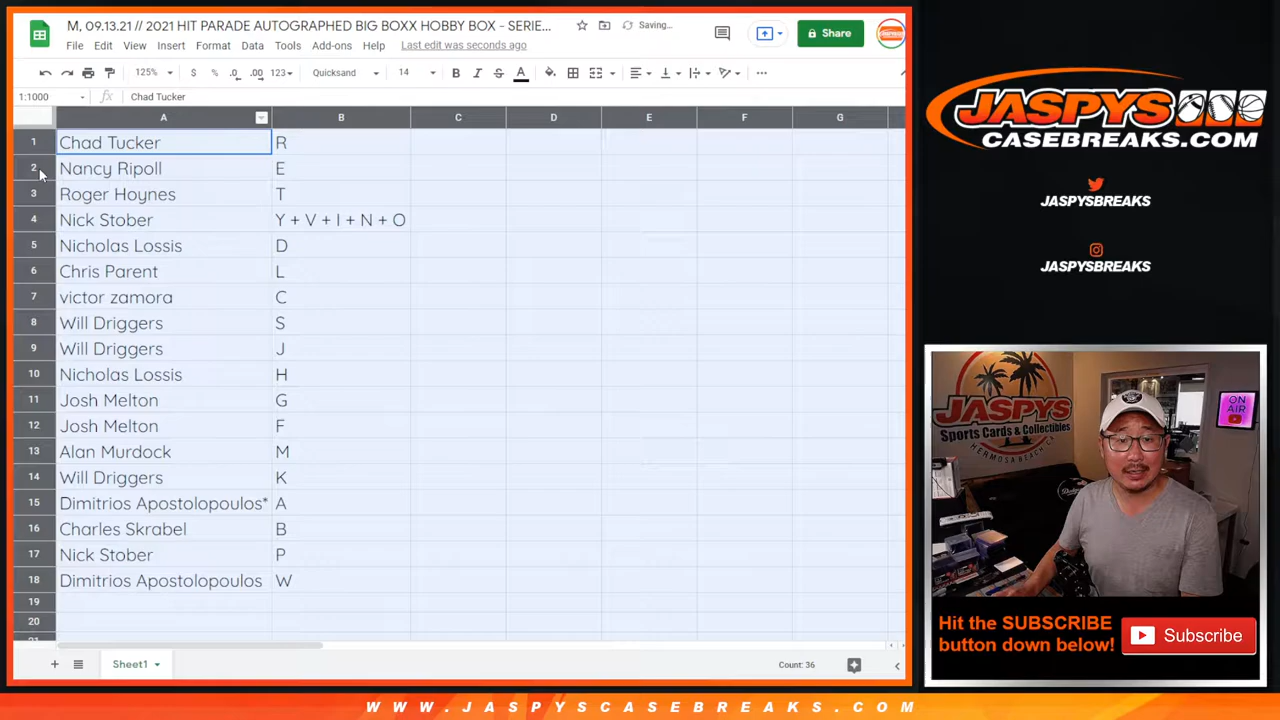 M, 09.13.21 // 2021 HIT PARADE AUTOGRAPHED BIG BOXX HOBBY BOX - SERIE...
Saving...
Share
File Edit View Insert Format Data Tools Add-ons Help Last edit was seconds ago
125% $ % .0 .00 123 Quicksand 14 B I S A
1:1000 fx Chad Tucker
A B C D E F G
1 Chad Tucker R
2 Nancy Ripoll E
3 Roger Hoynes T
4 Nick Stober Y + V + I + N + O
5 Nicholas Lossis D
6 Chris Parent L
7 victor zamora C
8 Will Driggers S
9 Will Driggers J
10 Nicholas Lossis H
11 Josh Melton G
12 Josh Melton F
13 Alan Murdock M
14 Will Driggers K
15 Dimitrios Apostolopoulos* A
16 Charles Skrabel B
17 Nick Stober P
18 Dimitrios Apostolopoulos W
19
20
Sheet1
Count: 36
JASPYS
CASEBREAKS.COM
JASPYSBREAKS
JASPYSBREAKS
JASPYS
Sports Cards & Collectibles
HERMOSA BEACH
ON
AIR
Dodgers
Hit the SUBSCRIBE
button down below!
Subscribe
WWW.JASPYSCASEBREAKS.COM